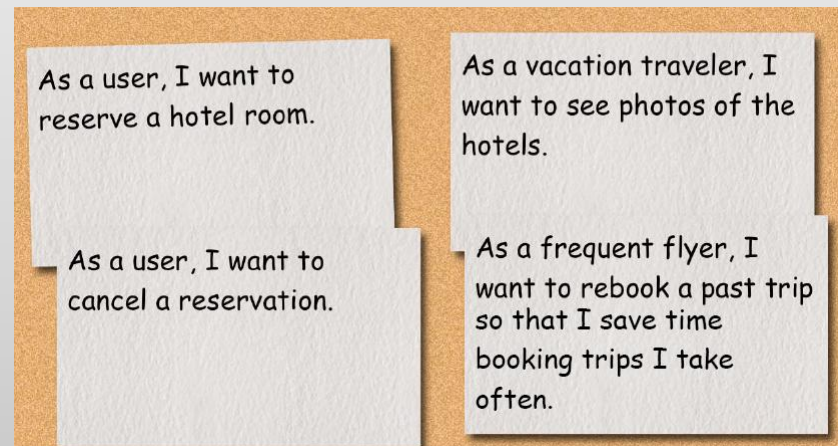 As a user, I want to
reserve a hotel room.
As a vacation traveler, I
want to see photos of the
hotels.
As a user, I want to
cancel a reservation.
As a frequent flyer, I
want to rebook a past trip
so that I save time
booking trips I take
often.